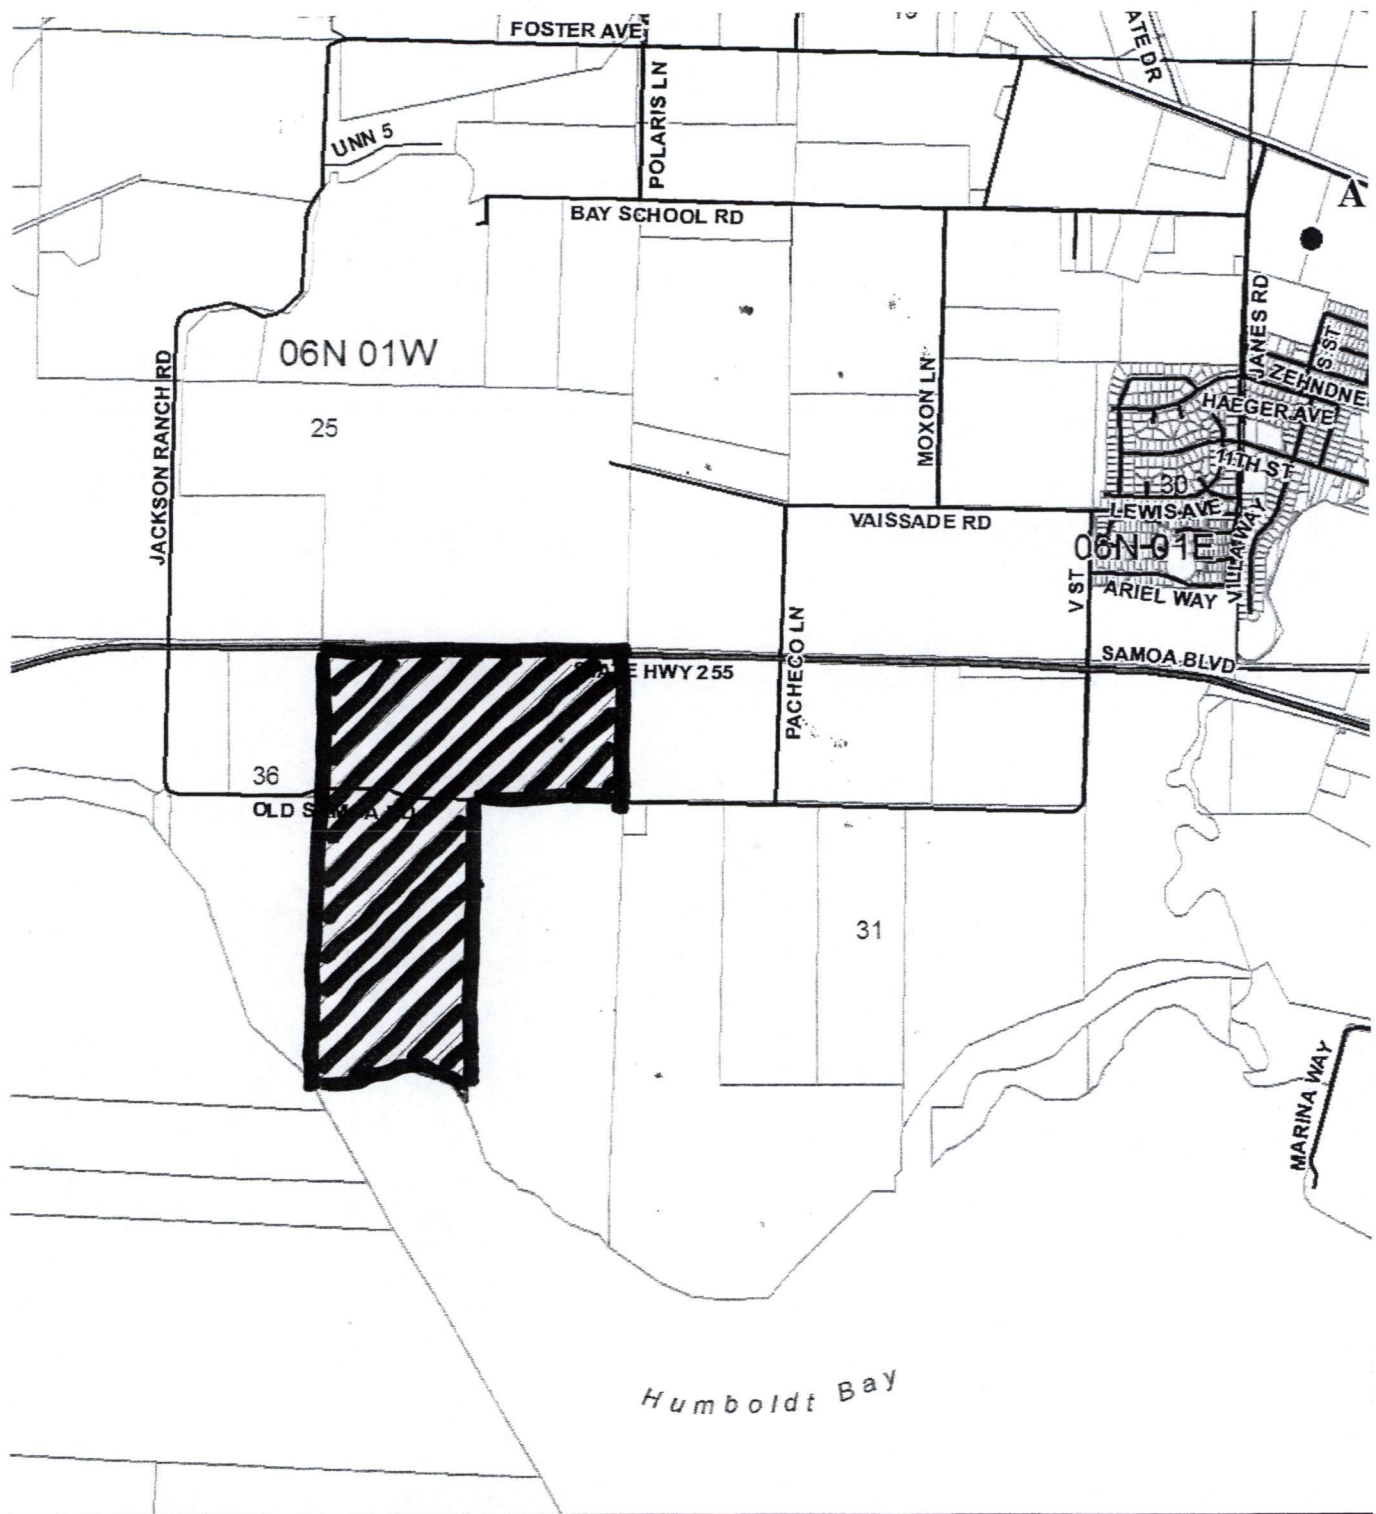 FOSTER AVE
POLARIS LN
UNN 5
BAY SCHOOL RD
A
JANES RD
S ST
06N 01W
JACKSON RANCH RD
25
MOXON LN
HAEGER AVE
11TH ST
30
LEWIS AVE
VAISSADE RD
06N 01E
VILLA WAY
V ST
ARIEL WAY
PACHECO LN
SAMOA BLVD
HWY 255
36
OLD
31
MARINA WAY
Humboldt Bay